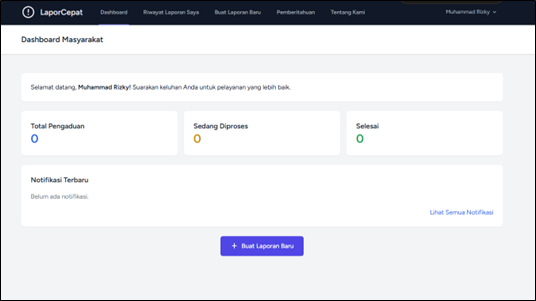 LaporCepat Dashboard Riwayat Laporan Saya Buat Laporan Baru Pemberitahuan Tentang Kami Muhammad Rizky
Dashboard Masyarakat
Selamat datang, Muhammad Rizky! Suarakan keluhan Anda untuk pelayanan yang lebih baik.
Total Pengaduan Sedang Diproses Selesai
0 0 0
Notifikasi Terbaru
Belum ada notifikasi.
Lihat Semua Notifikasi
+ Buat Laporan Baru